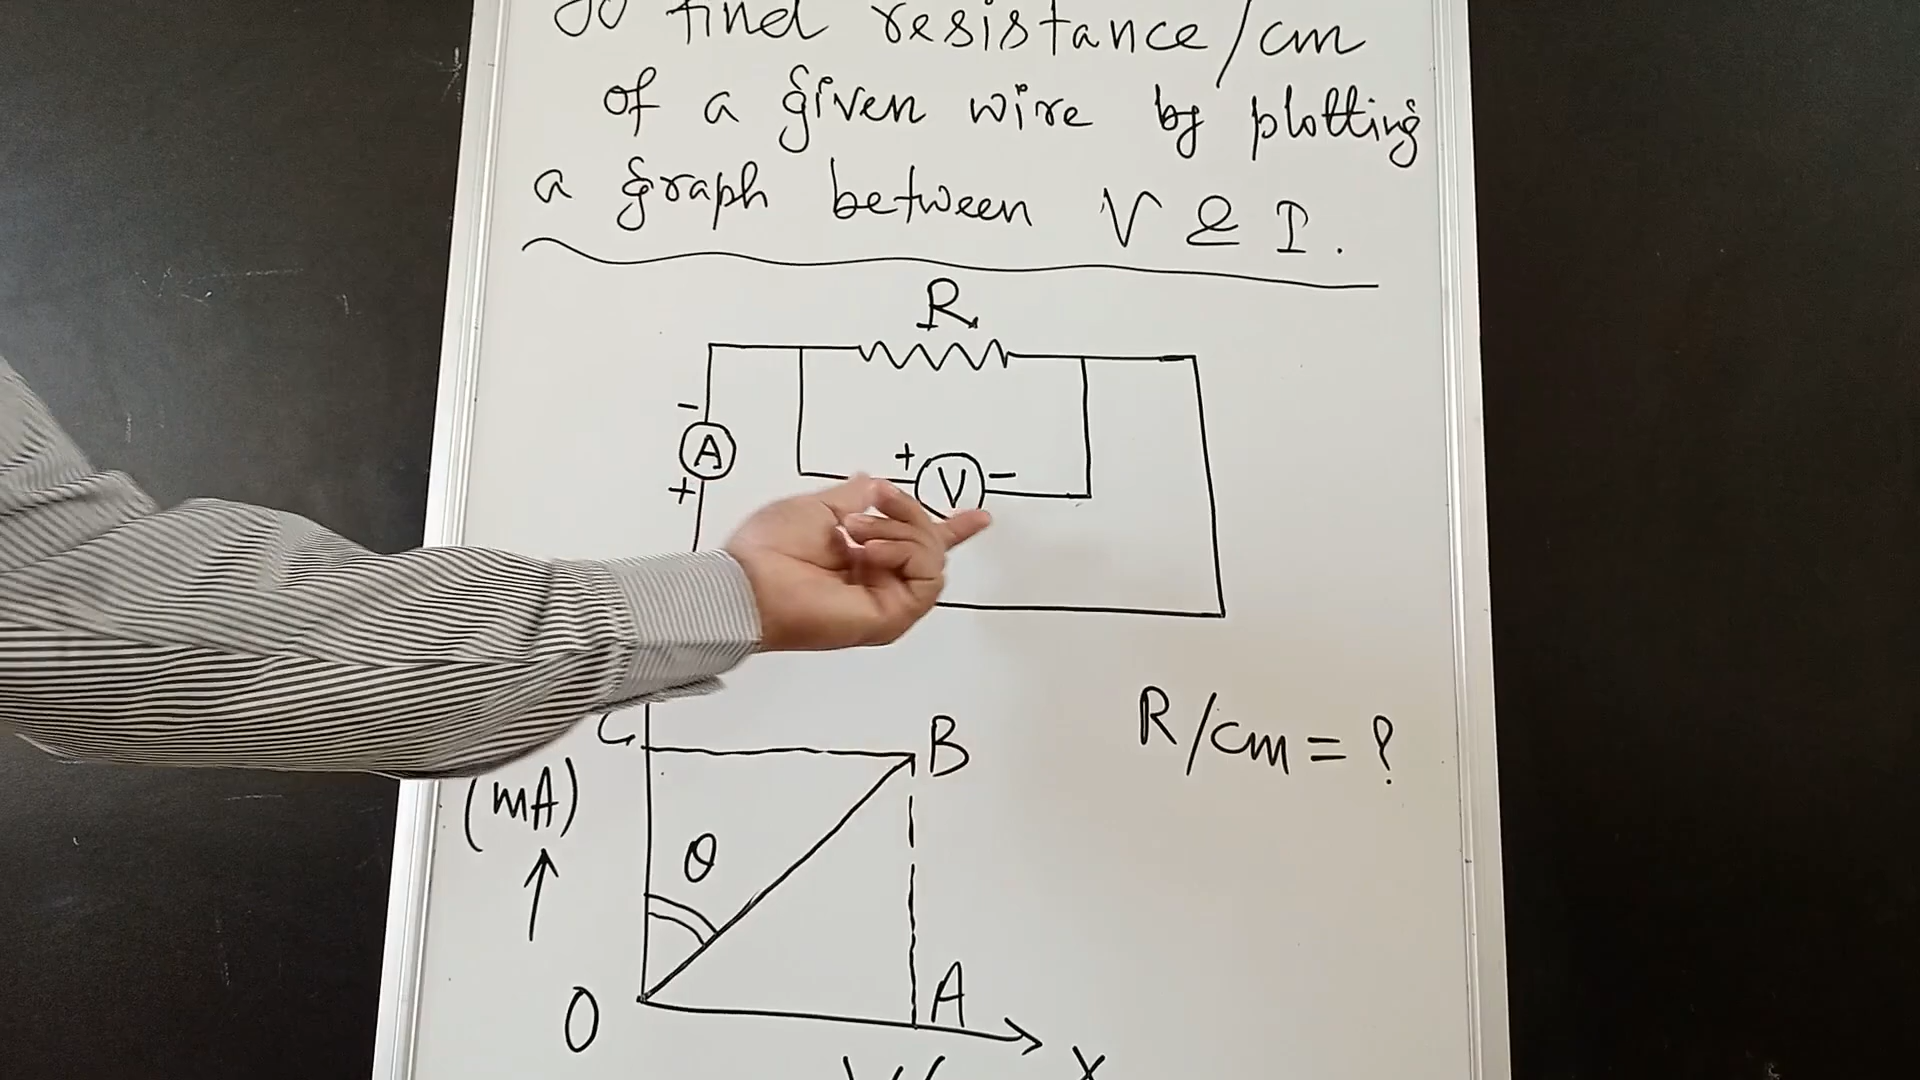 To find resistance/cm
of a given wire by plotting
a graph between V & I.
R
-
A
+
+ V -
C
B
R/cm = ?
(mA)
θ
O
A
X